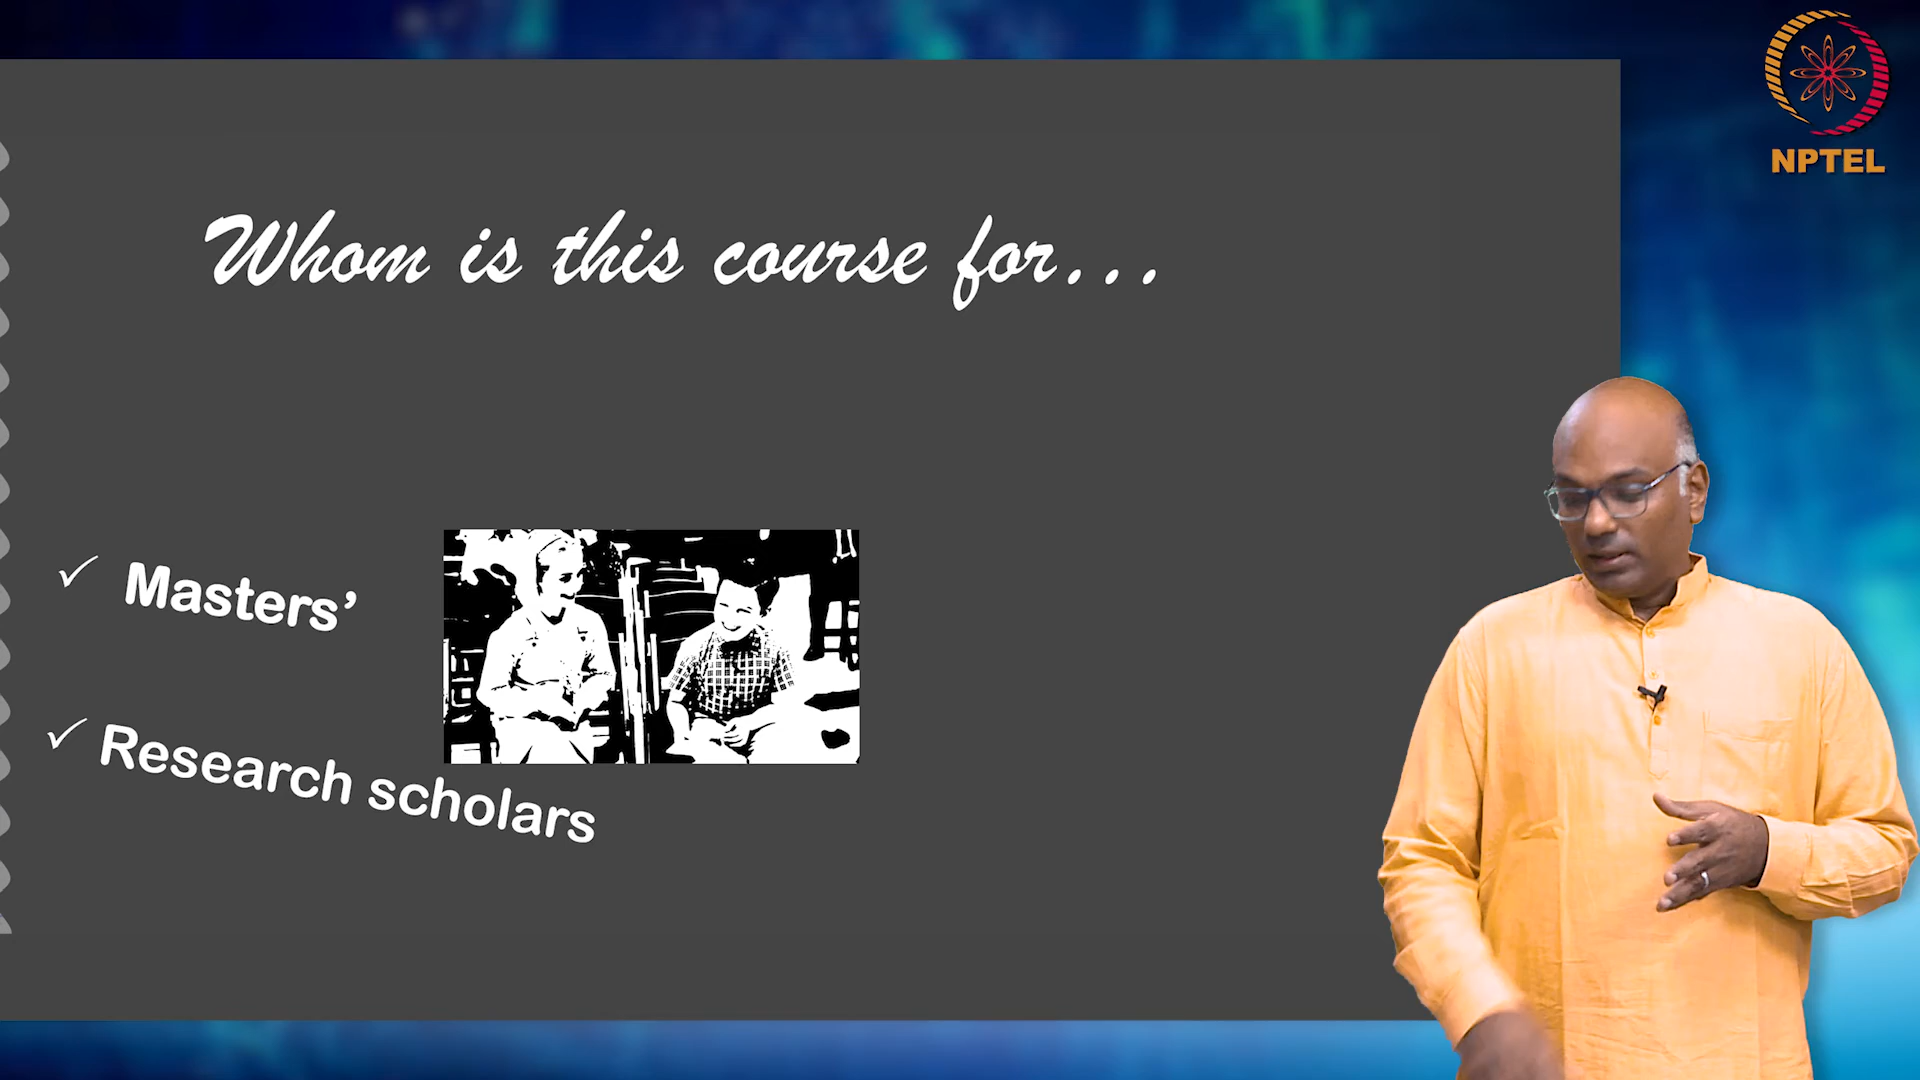 NPTEL
Whom is this course for...
✓ Masters’
✓ Research scholars